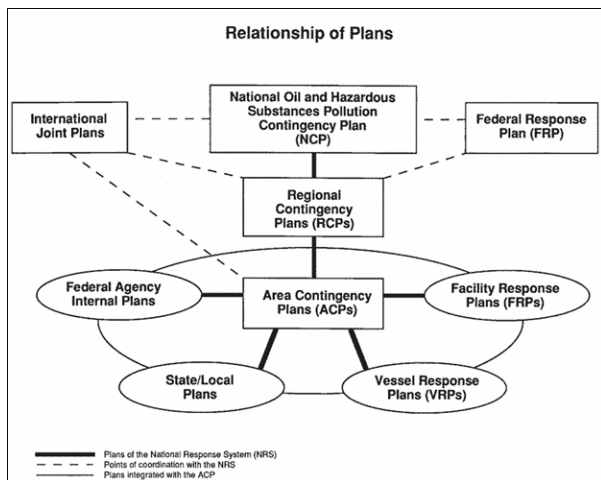 Relationship of Plans
National Oil and Hazardous
Substances Pollution
Contingency Plan
(NCP)
International
Joint Plans
Federal Response
Plan (FRP)
Regional
Contingency
Plans (RCPs)
Federal Agency
Internal Plans
Area Contingency
Plans (ACPs)
Facility Response
Plans (FRPs)
State/Local
Plans
Vessel Response
Plans (VRPs)
Plans of the National Response System (NRS)
Points of coordination with the NRS
Plans integrated with the ACP